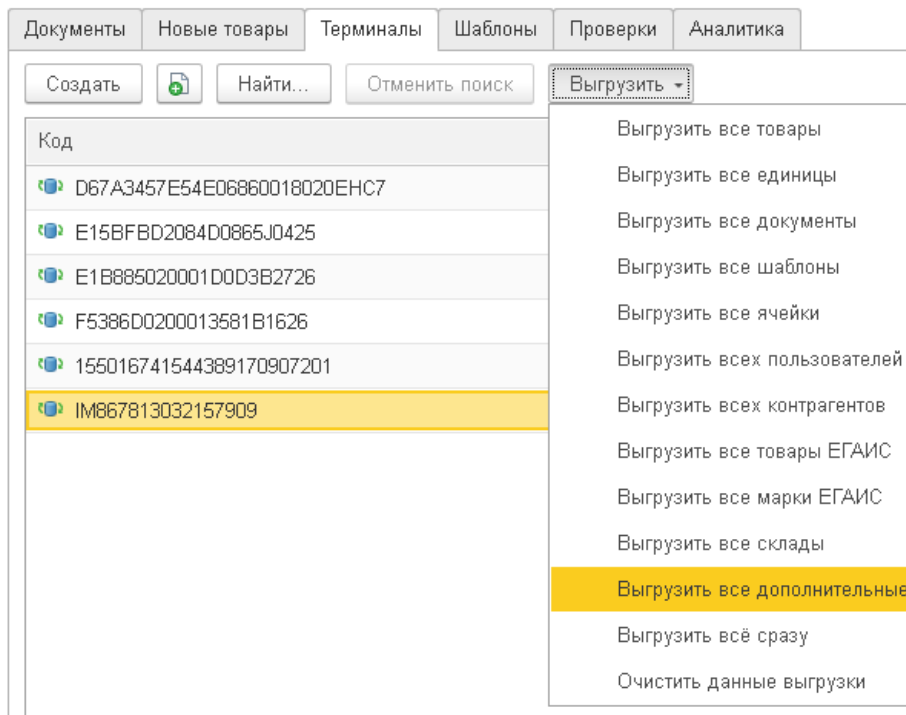 Документы Новые товары Терминалы Шаблоны Проверки Аналитика
Создать Найти... Отменить поиск Выгрузить
Код
D67A3457E54E06860018020EHC7
E15BFBD2084D0865J0425
E1B885020001D0D3B2726
F5386D0200013581B1626
155016741544389170907201
IM867813032157909
Выгрузить все товары
Выгрузить все единицы
Выгрузить все документы
Выгрузить все шаблоны
Выгрузить все ячейки
Выгрузить всех пользователей
Выгрузить всех контрагентов
Выгрузить все товары ЕГАИС
Выгрузить все марки ЕГАИС
Выгрузить все склады
Выгрузить все дополнительные
Выгрузить всё сразу
Очистить данные выгрузки